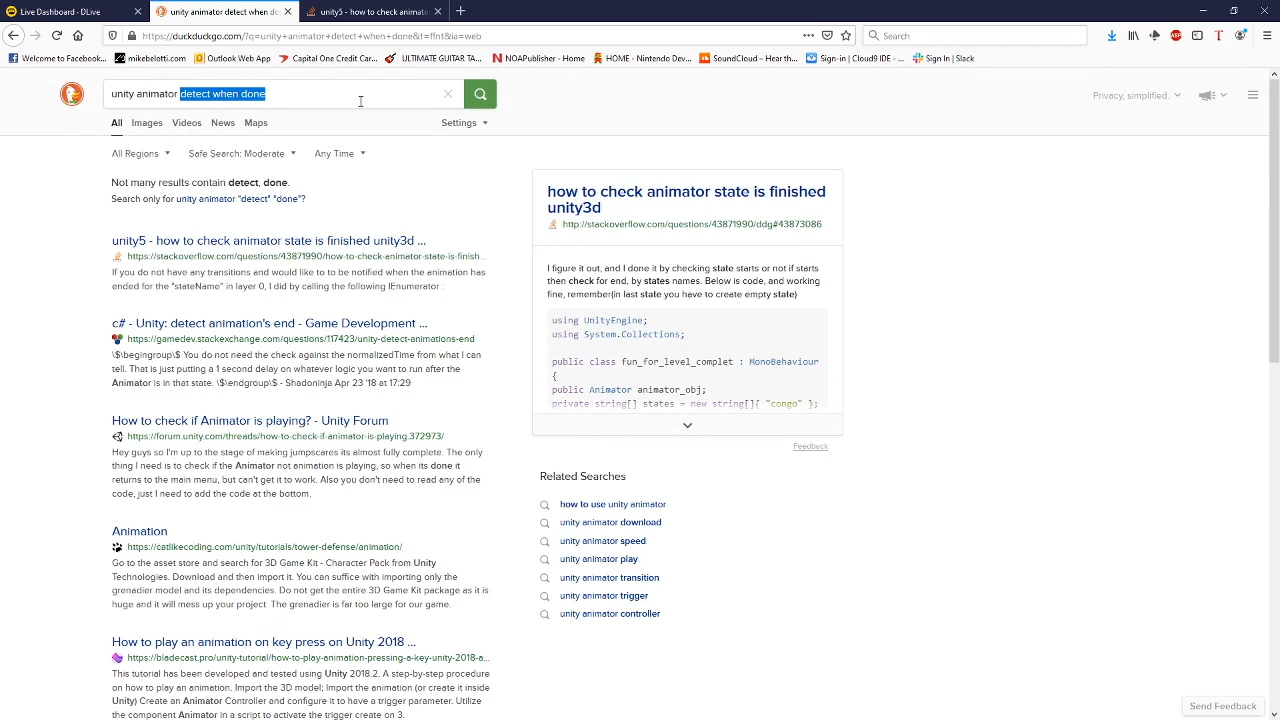 Live Dashboard - DLive
unity animator detect when do
unity5 - how to check animato
https://duckduckgo.com/?q=unity+animator+detect+when+done&t=ffnt&ia=web
Search
Welcome to Facebook...
mikebelotti.com
Outlook Web App
Capital One Credit Car...
ULTIMATE GUITAR TA...
NOAPublisher - Home
HOME - Nintendo Dev...
SoundCloud – Hear th...
Sign-in | Cloud9 IDE - ...
Sign In | Slack
unity animator detect when done
Privacy, simplified.
All Images Videos News Maps
Settings
All Regions Safe Search: Moderate Any Time
Not many results contain detect, done.
Search only for unity animator "detect" "done"?
unity5 - how to check animator state is finished unity3d ...
https://stackoverflow.com/questions/43871990/how-to-check-animator-state-is-finish...
If you do not have any transitions and would like to to be notified when the animation has
ended for the "stateName" in layer 0, I did by calling the following IEnumerator :
c# - Unity: detect animation's end - Game Development ...
https://gamedev.stackexchange.com/questions/117423/unity-detect-animations-end
\$\begingroup\$ You do not need the check against the normalizedTime from what I can
tell. That is just putting a 1 second delay on whatever logic you want to run after the
Animator is in that state. \$\endgroup\$ - Shadoninja Apr 23 '18 at 17:29
How to check if Animator is playing? - Unity Forum
https://forum.unity.com/threads/how-to-check-if-animator-is-playing.372973/
Hey guys so I'm up to the stage of making jumpscares its almost fully complete. The only
thing I need is to check if the Animator not animation is playing, so when its done it
returns to the main menu, but can't get it to work. Also you don't need to read any of the
code, just I need to add the code at the bottom.
Animation
https://catlikecoding.com/unity/tutorials/tower-defense/animation/
Go to the asset store and search for 3D Game Kit - Character Pack from Unity
Technologies. Download and then import it. You can suffice with importing only the
grenadier model and its dependencies. Do not get the entire 3D Game Kit package as it is
huge and it will mess up your project. The grenadier is far too large for our game.
How to play an animation on key press on Unity 2018 ...
https://bladecast.pro/unity-tutorial/how-to-play-animation-pressing-a-key-unity-2018-a...
This tutorial has been developed and tested using Unity 2018.2. A step-by-step procedure
on how to play an animation. Import the 3D model; Import the animation (or create it inside
Unity) Create an Animator Controller and configure it to have a trigger parameter. Utilize
the component Animator in a script to activate the trigger create on 3.
how to check animator state is finished
unity3d
http://stackoverflow.com/questions/43871990/ddg#43873086
I figure it out, and I done it by checking state starts or not if starts
then check for end, by states names. Below is code, and working
fine, remember(in last state you have to create empty state)
using UnityEngine;
using System.Collections;
public class fun_for_level_complet : MonoBehaviour
{
public Animator animator_obj;
private string[] states = new string[]{ "congo" };
Feedback
Related Searches
how to use unity animator
unity animator download
unity animator speed
unity animator play
unity animator transition
unity animator trigger
unity animator controller
Send Feedback